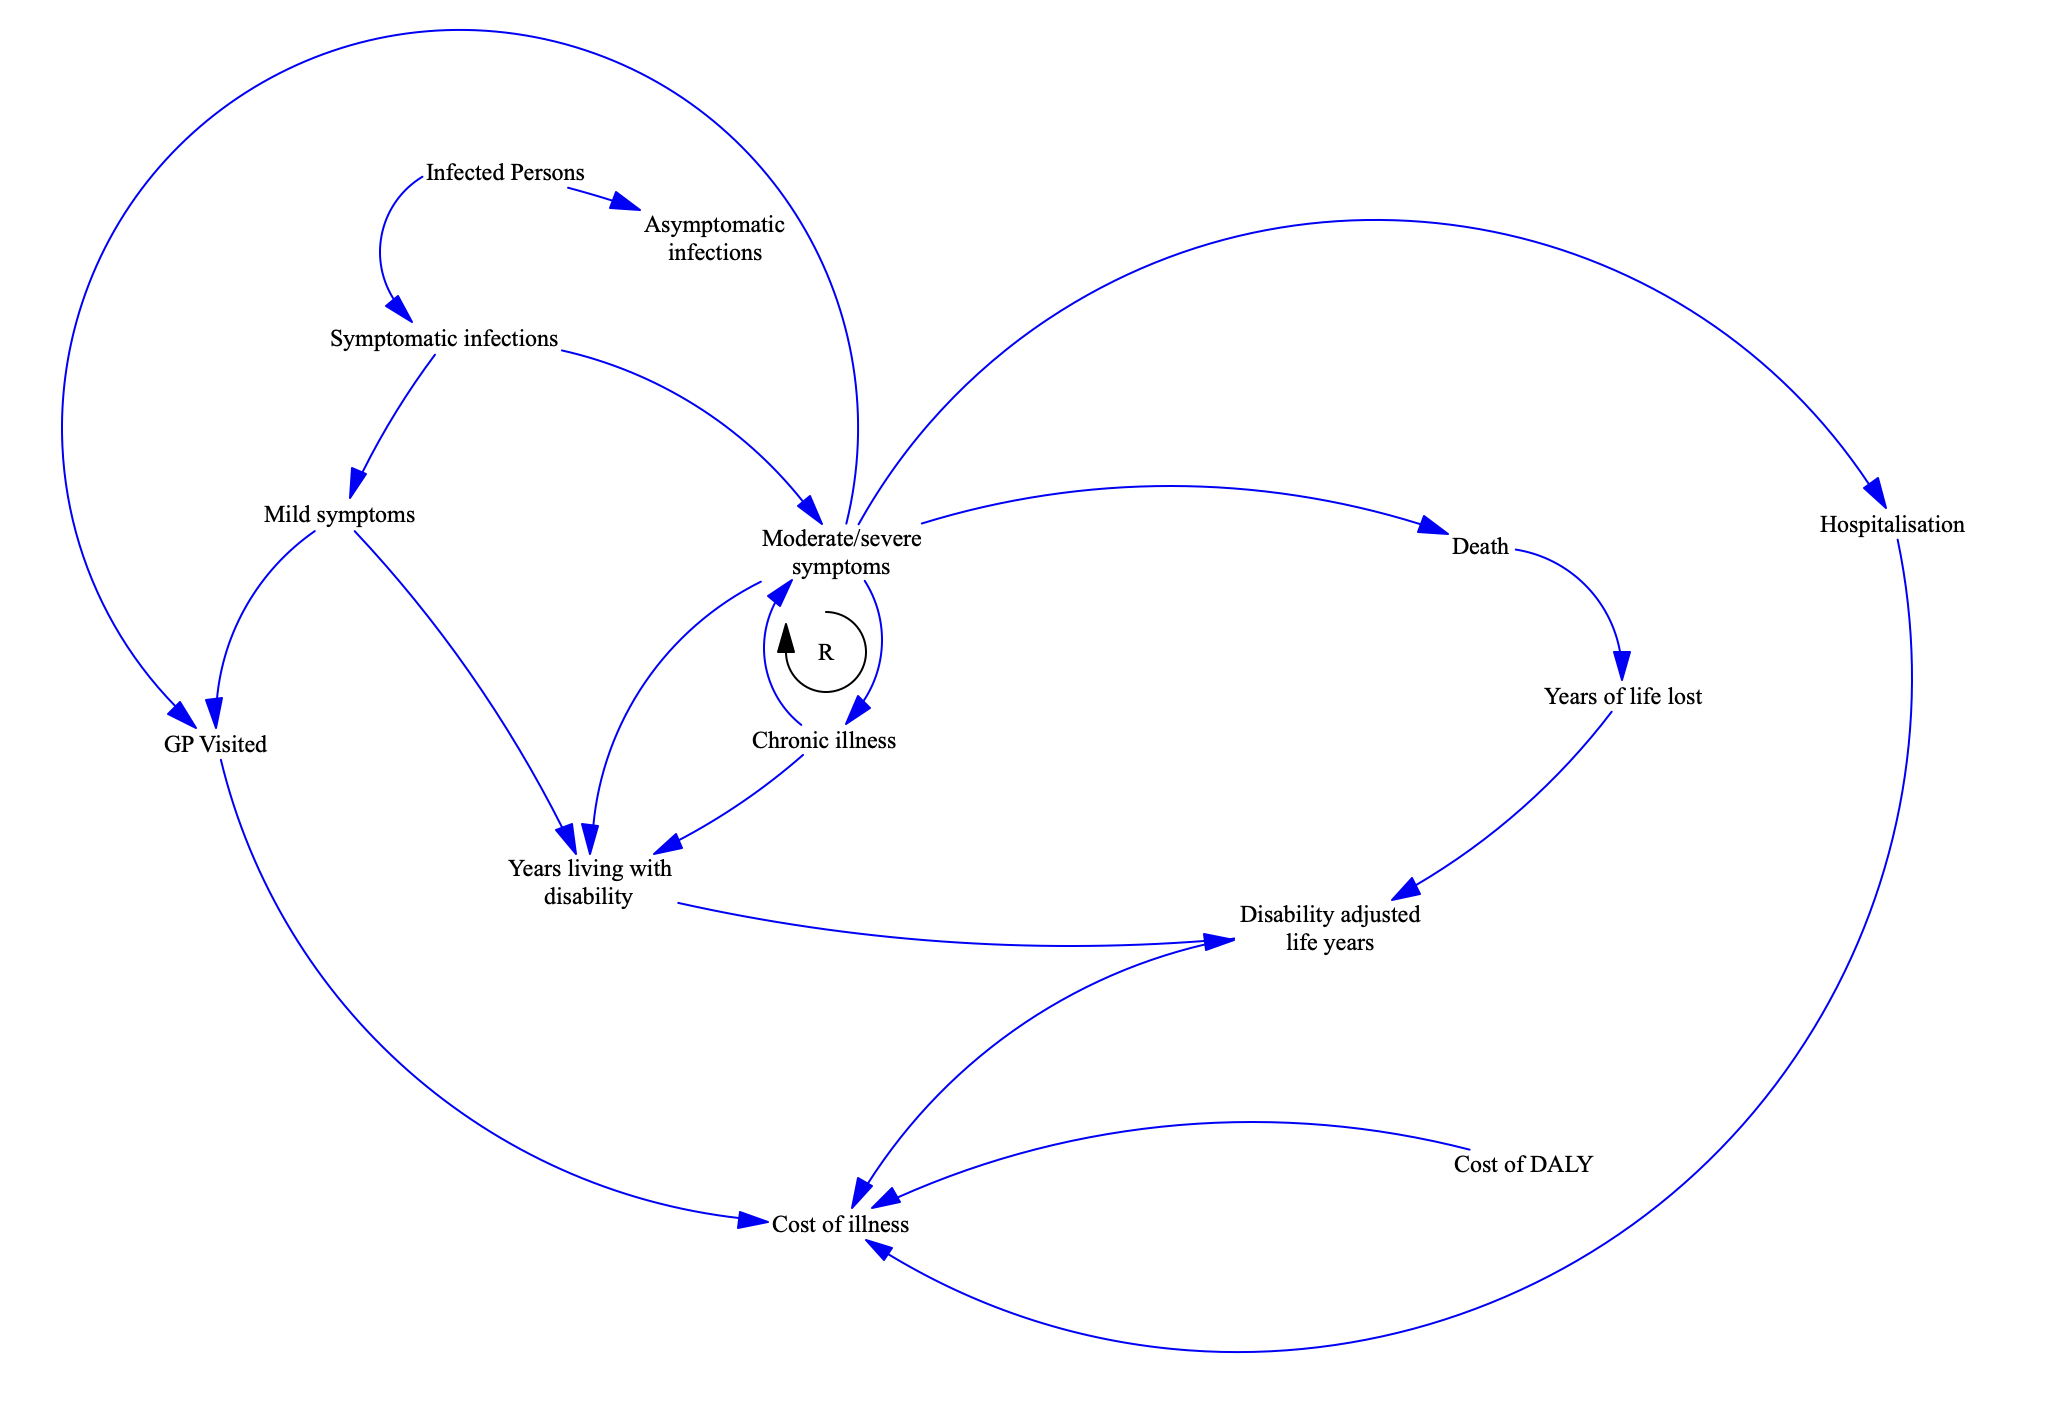 Infected Persons
Asymptomatic
infections
Symptomatic infections
Mild symptoms
Moderate/severe
symptoms
Death
Hospitalisation
R
Years of life lost
GP Visited
Chronic illness
Years living with
disability
Disability adjusted
life years
Cost of DALY
Cost of illness